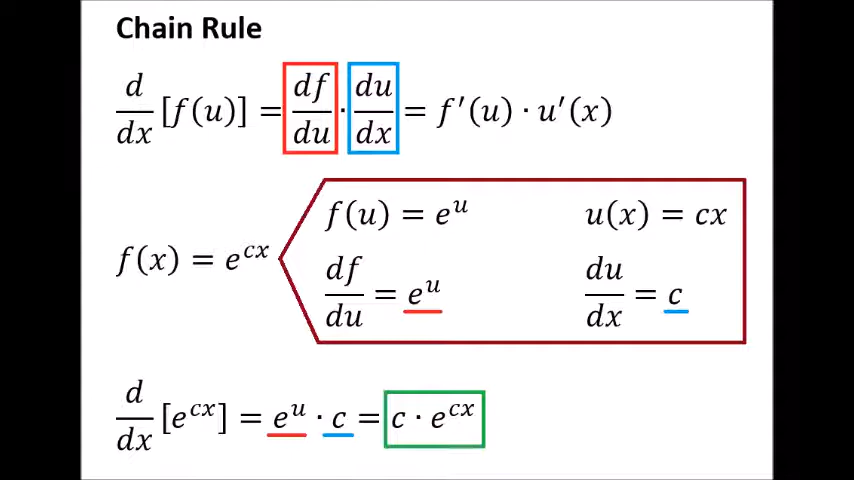 Chain Rule
d/dx [f(u)] = df/du · du/dx = f′(u) · u′(x)
f(x) = e^{cx}
f(u) = e^u u(x) = cx
df/du = e^u du/dx = c
d/dx [e^{cx}] = e^u · c = c · e^{cx}